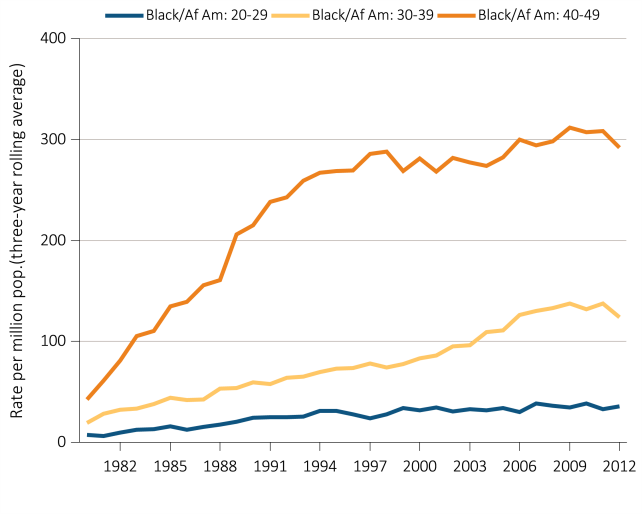 Black/Af Am: 20-29 Black/Af Am: 30-39 Black/Af Am: 40-49
Rate per million pop.(three-year rolling average)
400
300
200
100
0
1982 1985 1988 1991 1994 1997 2000 2003 2006 2009 2012